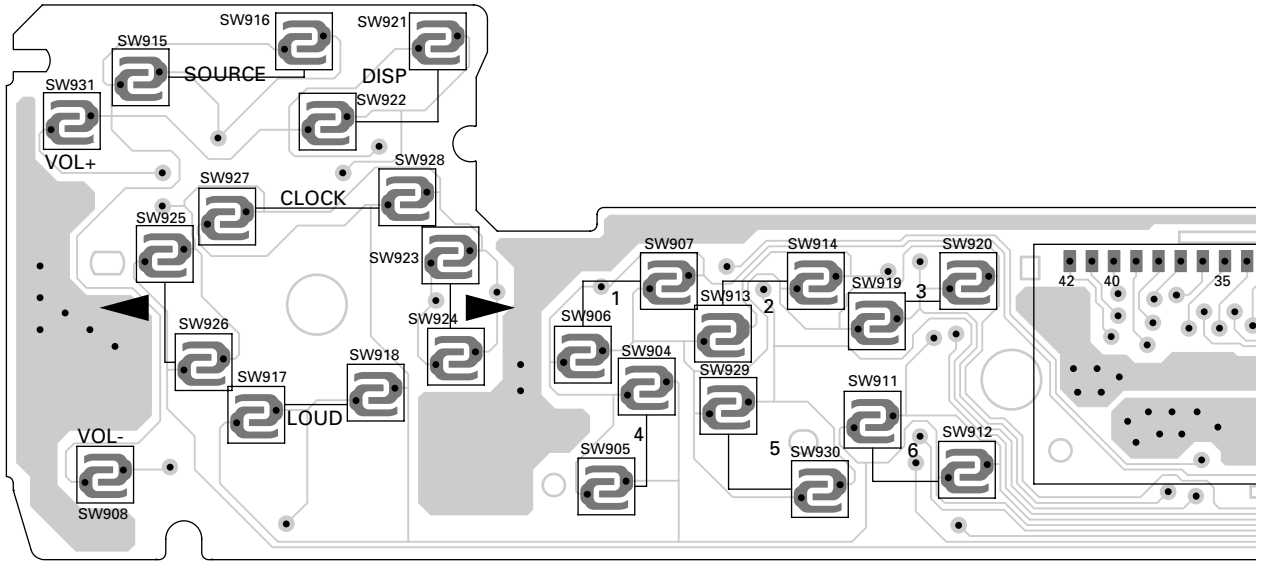 SW916
SW921
SW915
SOURCE
DISP
SW931
SW922
VOL+
SW928
SW927
CLOCK
SW925
SW923
SW907
SW914
SW920
42
40
35
1
SW913
2
SW919
3
SW924
SW906
SW926
SW904
SW918
SW929
SW911
SW917
LOUD
VOL-
4
5
6
SW905
SW930
SW912
SW908